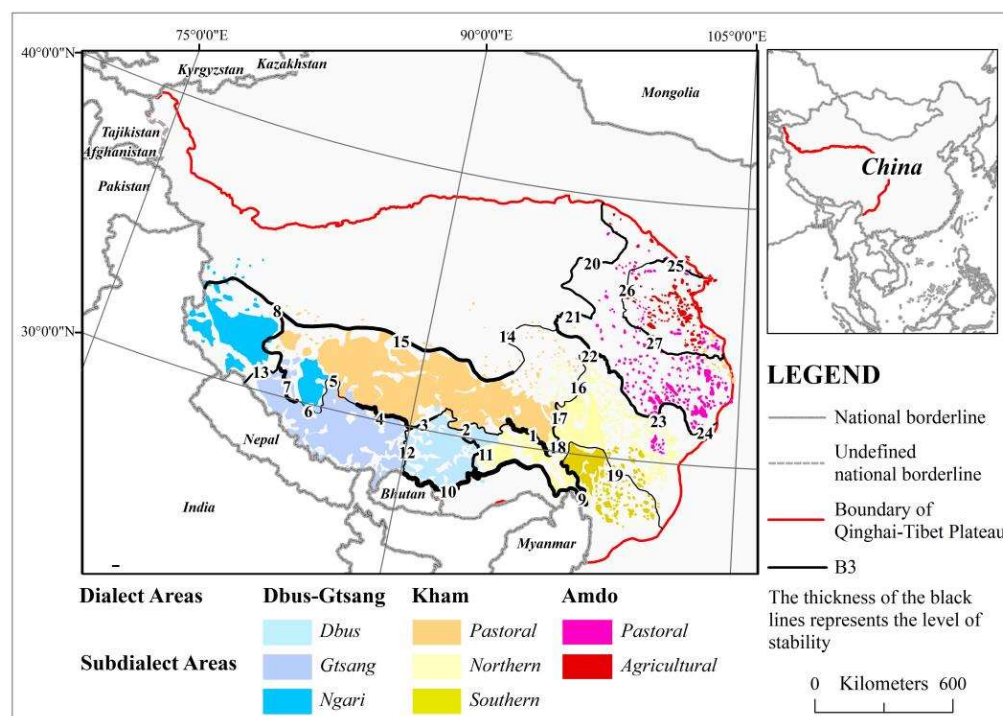 75°00'0"E
90°00'0"E
105°00'0"E
40°0'0"N
30°00'0"N
Kyrgyzstan
Kazakhstan
Mongolia
Tajikistan
Afghanistan
Pakistan
China
20
25
26
21
8
14
27
15
22
13
7
5
16
6
4
3
2
17
1
23
24
18
12
11
19
10
9
Nepal
Bhutan
India
Myanmar
LEGEND
National borderline
Undefined
national borderline
Boundary of
Qinghai-Tibet Plateau
B3
The thickness of the black
lines represents the level of
stability
0 Kilometers 600
Dialect Areas Dbus-Gtsang Kham Amdo
Dbus Pastoral Pastoral
Subdialect Areas Gtsang Northern Agricultural
Ngari Southern